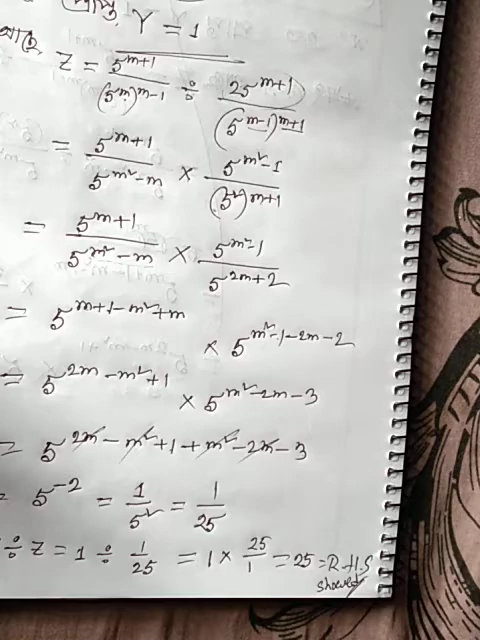 Y = 1
Z = 5^{m+1}/(5^m)^{m-1} ÷ 25^{m+1}/(5^{m-1})^{m+1}
= 5^{m+1}/5^{m²-m} × 5^{m²-1}/(5²)^{m+1}
= 5^{m+1}/5^{m²-m} × 5^{m²-1}/5^{2m+2}
= 5^{m+1-m²+m} × 5^{m²-1-2m-2}
= 5^{2m-m²+1} × 5^{m²-2m-3}
= 5^{2m-m²+1+m²-2m-3}
= 5^{-2} = 1/5² = 1/25
÷ Z = 1 ÷ 1/25 = 1 × 25/1 = 25 = R.H.S
showed